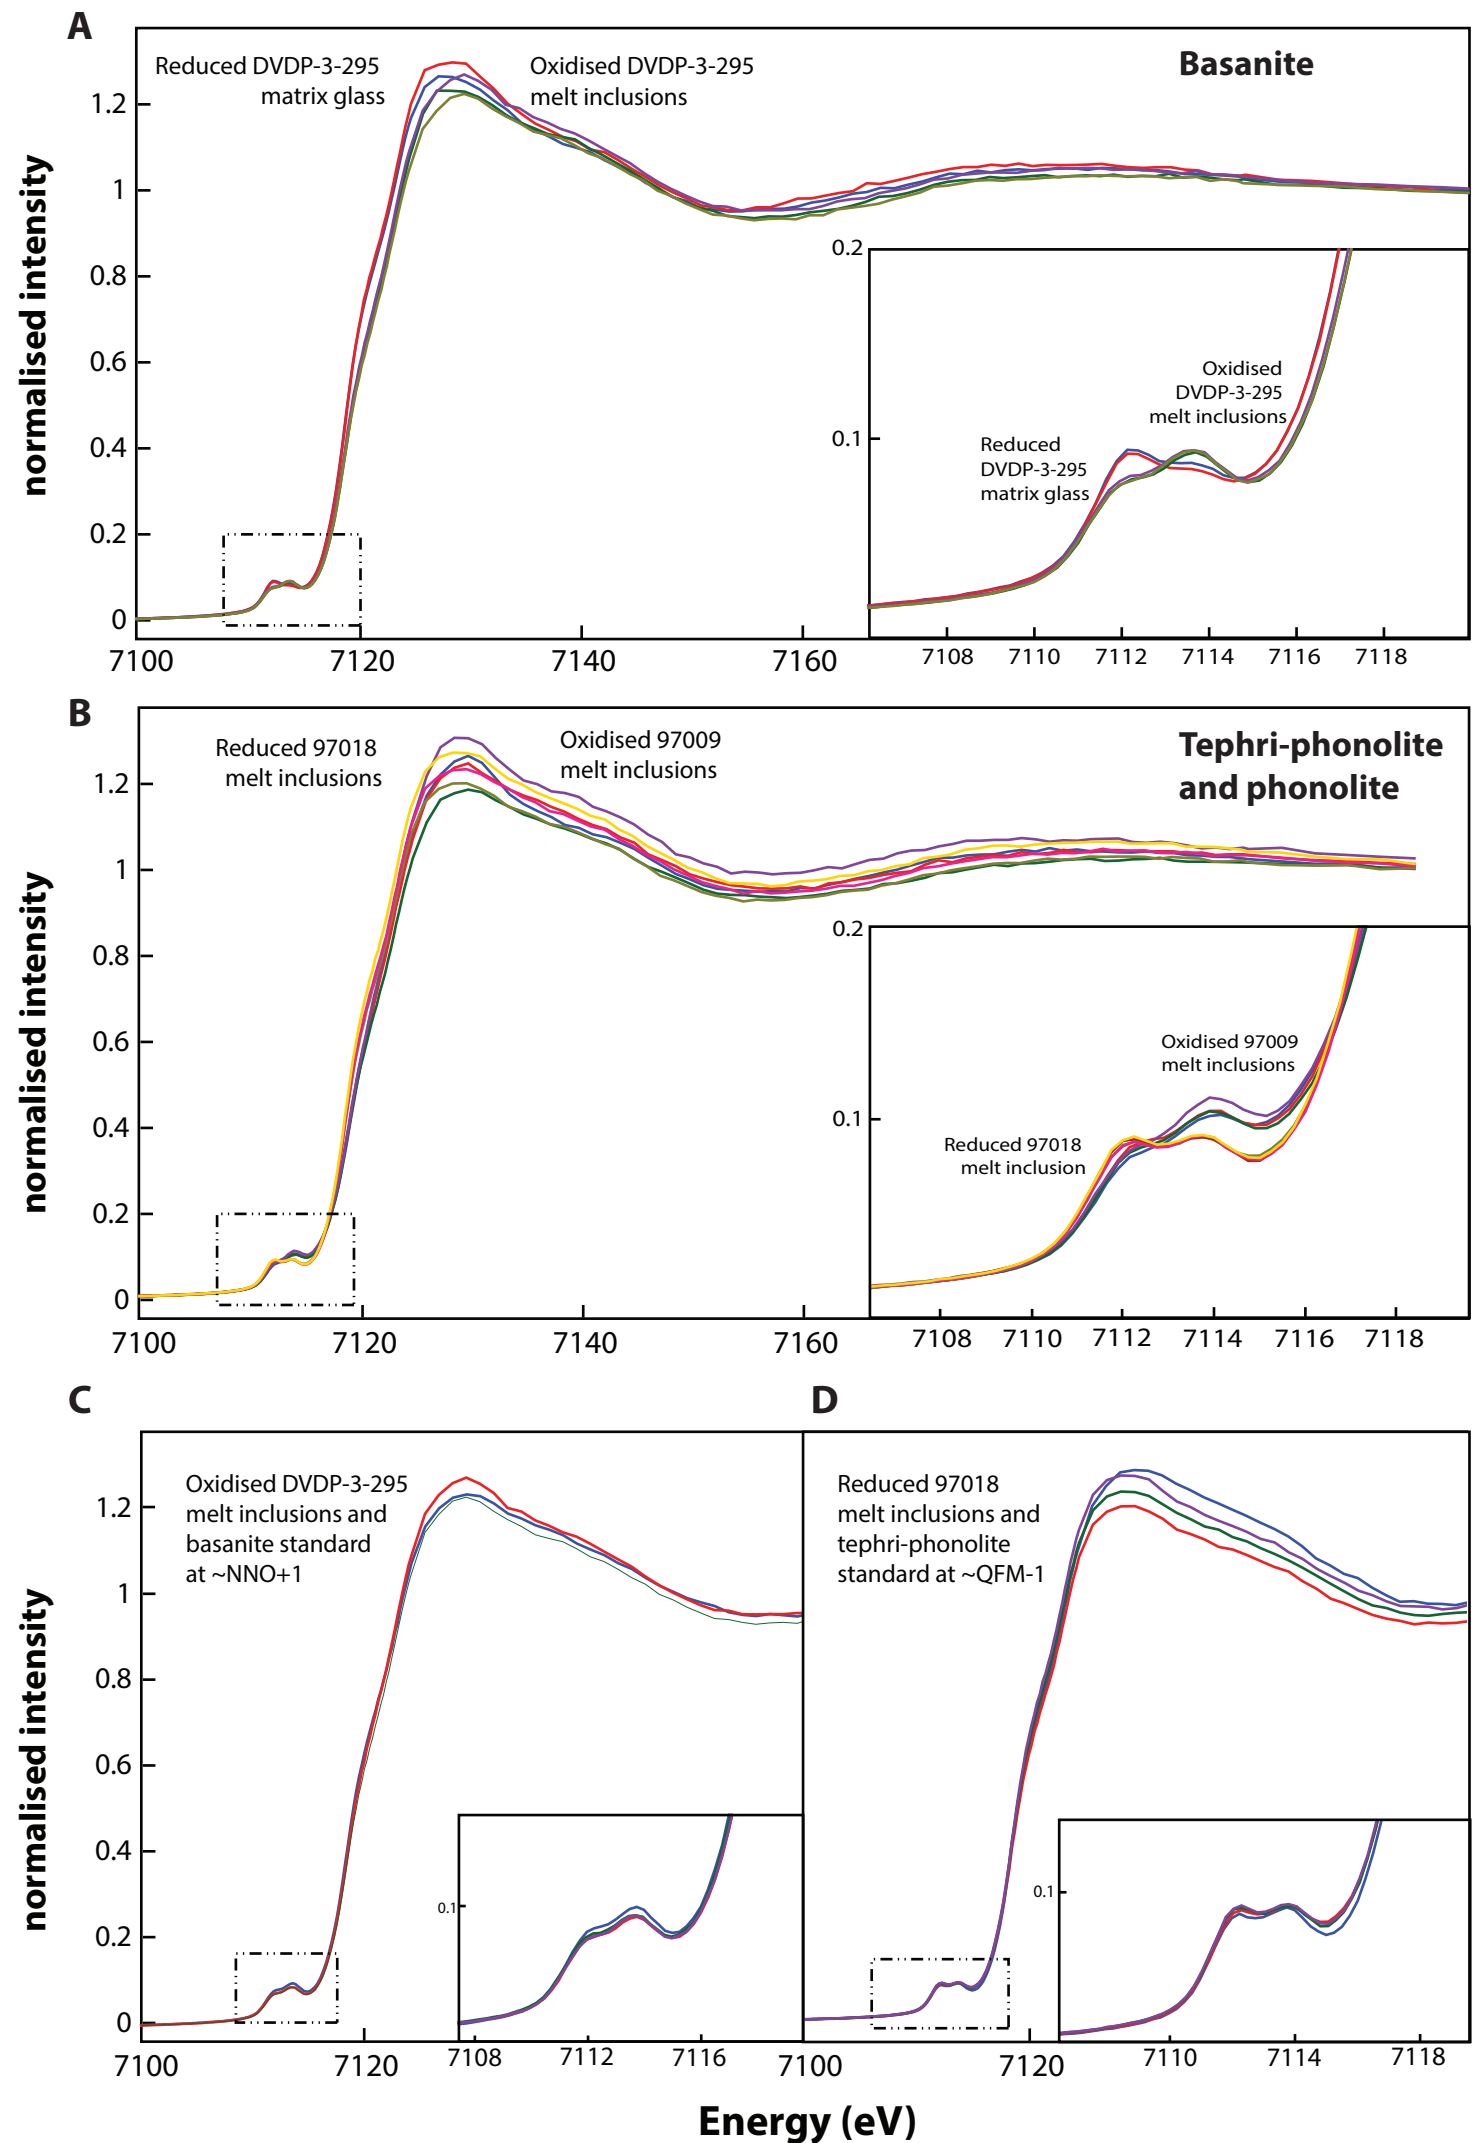 A
Reduced DVDP-3-295
matrix glass
Oxidised DVDP-3-295
melt inclusions
Basanite
normalised intensity
1.2
1
0.8
0.6
0.4
0.2
0
7100
7120
7140
7160
0.2
0.1
Oxidised
DVDP-3-295
melt inclusions
Reduced
DVDP-3-295
matrix glass
7108
7110
7112
7114
7116
7118
B
Reduced 97018
melt inclusions
Oxidised 97009
melt inclusions
Tephri-phonolite
and phonolite
normalised intensity
1.2
1
0.8
0.6
0.4
0.2
0
7100
7120
7140
7160
0.2
0.1
Oxidised 97009
melt inclusions
Reduced 97018
melt inclusion
7108
7110
7112
7114
7116
7118
C
Oxidised DVDP-3-295
melt inclusions and
basanite standard
at ~NNO+1
normalised intensity
1.2
1
0.8
0.6
0.4
0.2
0
7100
7120
0.1
7108
7112
7116
D
Reduced 97018
melt inclusions and
tephri-phonolite
standard at ~QFM-1
7100
7120
0.1
7110
7114
7118
Energy (eV)